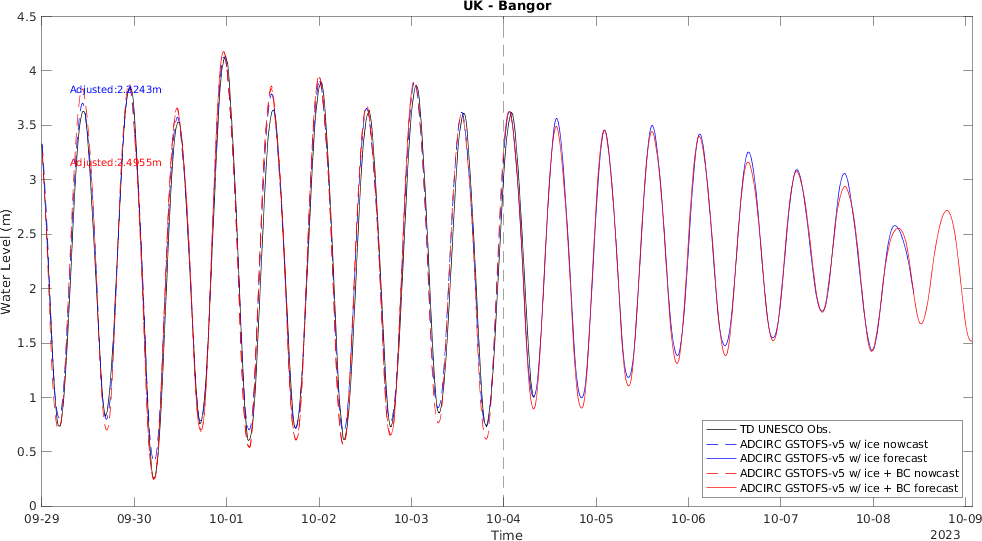 UK - Bangor
4.5
4
3.5
3
2.5
2
1.5
1
0.5
0
Water Level (m)
Adjusted:2.2243m
Adjusted:2.4955m
TD UNESCO Obs.
ADCIRC GSTOFS-v5 w/ ice nowcast
ADCIRC GSTOFS-v5 w/ ice forecast
ADCIRC GSTOFS-v5 w/ ice + BC nowcast
ADCIRC GSTOFS-v5 w/ ice + BC forecast
09-29 09-30 10-01 10-02 10-03 10-04 10-05 10-06 10-07 10-08 10-09
Time
2023